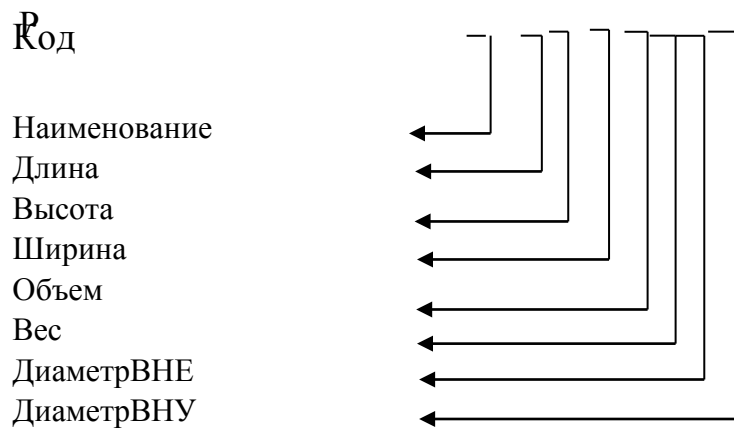 Р
Код
Наименование
Длина
Высота
Ширина
Объем
Вес
ДиаметрВНЕ
ДиаметрВНУ